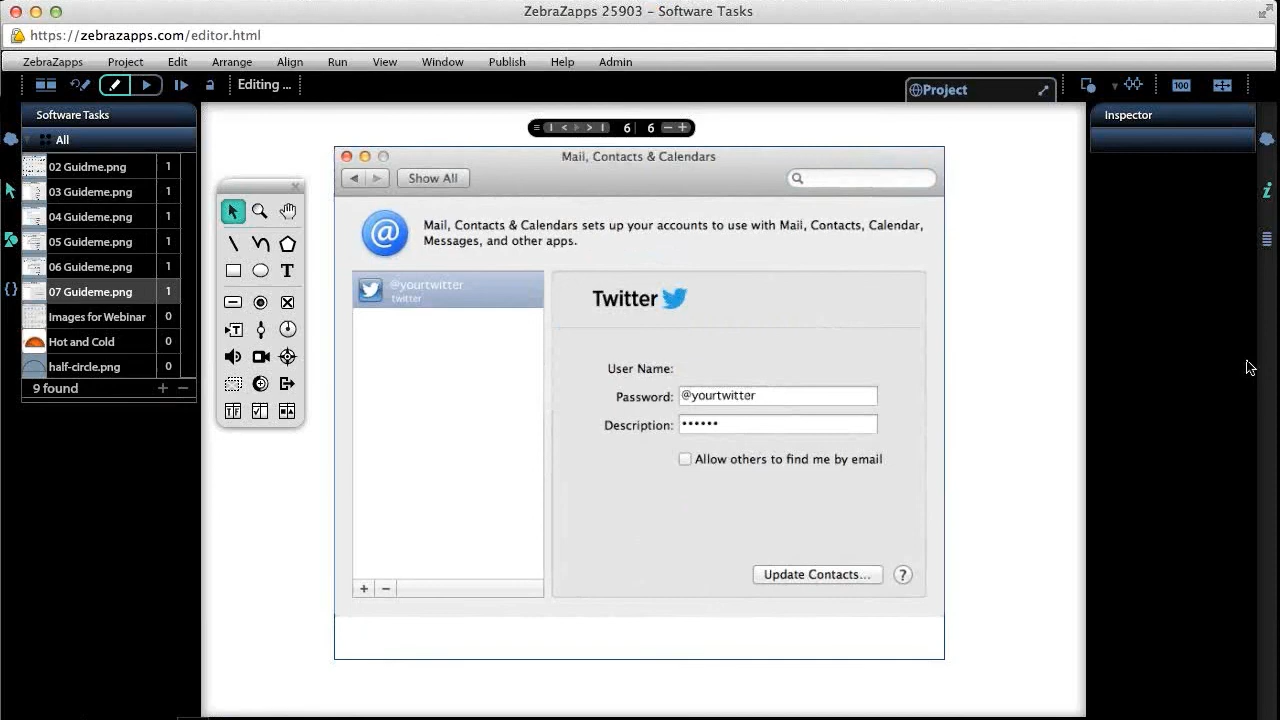 ZebraZapps 25903 – Software Tasks
https://zebrazapps.com/editor.html
ZebraZapps Project Edit Arrange Align Run View Window Publish Help Admin
Editing ...
Project
100
Software Tasks
Inspector
All
6 6
02 Guidme.png 1
03 Guideme.png 1
04 Guideme.png 1
05 Guideme.png 1
06 Guideme.png 1
07 Guideme.png 1
Images for Webinar 0
Hot and Cold 0
half-circle.png 0
9 found
Mail, Contacts & Calendars
Show All
Mail, Contacts & Calendars sets up your accounts to use with Mail, Contacts, Calendar,
Messages, and other apps.
@yourtwitter
twitter
Twitter
User Name:
Password: @yourtwitter
Description: ••••••
Allow others to find me by email
Update Contacts... ?